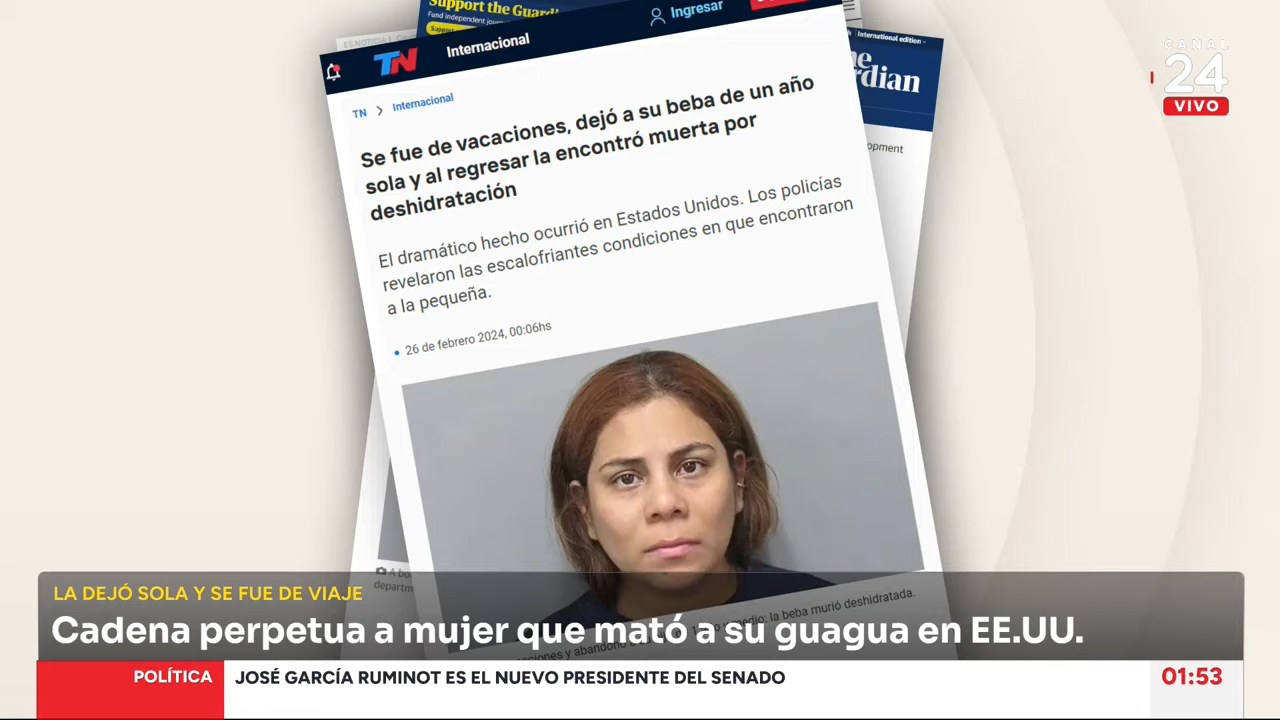 Support the Guardian
Fund independent
Ingresar
International edition
TN
Internacional
CANAL
24
VIVO
TN > Internacional
Se fue de vacaciones, dejó a su beba de un año
sola y al regresar la encontró muerta por
deshidratación
El dramático hecho ocurrió en Estados Unidos. Los policías
revelaron las escalofriantes condiciones en que encontraron
a la pequeña.
• 26 de febrero 2024, 00:06hs
LA DEJÓ SOLA Y SE FUE DE VIAJE
Cadena perpetua a mujer que mató a su guagua en EE.UU.
la beba murió deshidratada.
POLÍTICA
JOSÉ GARCÍA RUMINOT ES EL NUEVO PRESIDENTE DEL SENADO
01:53